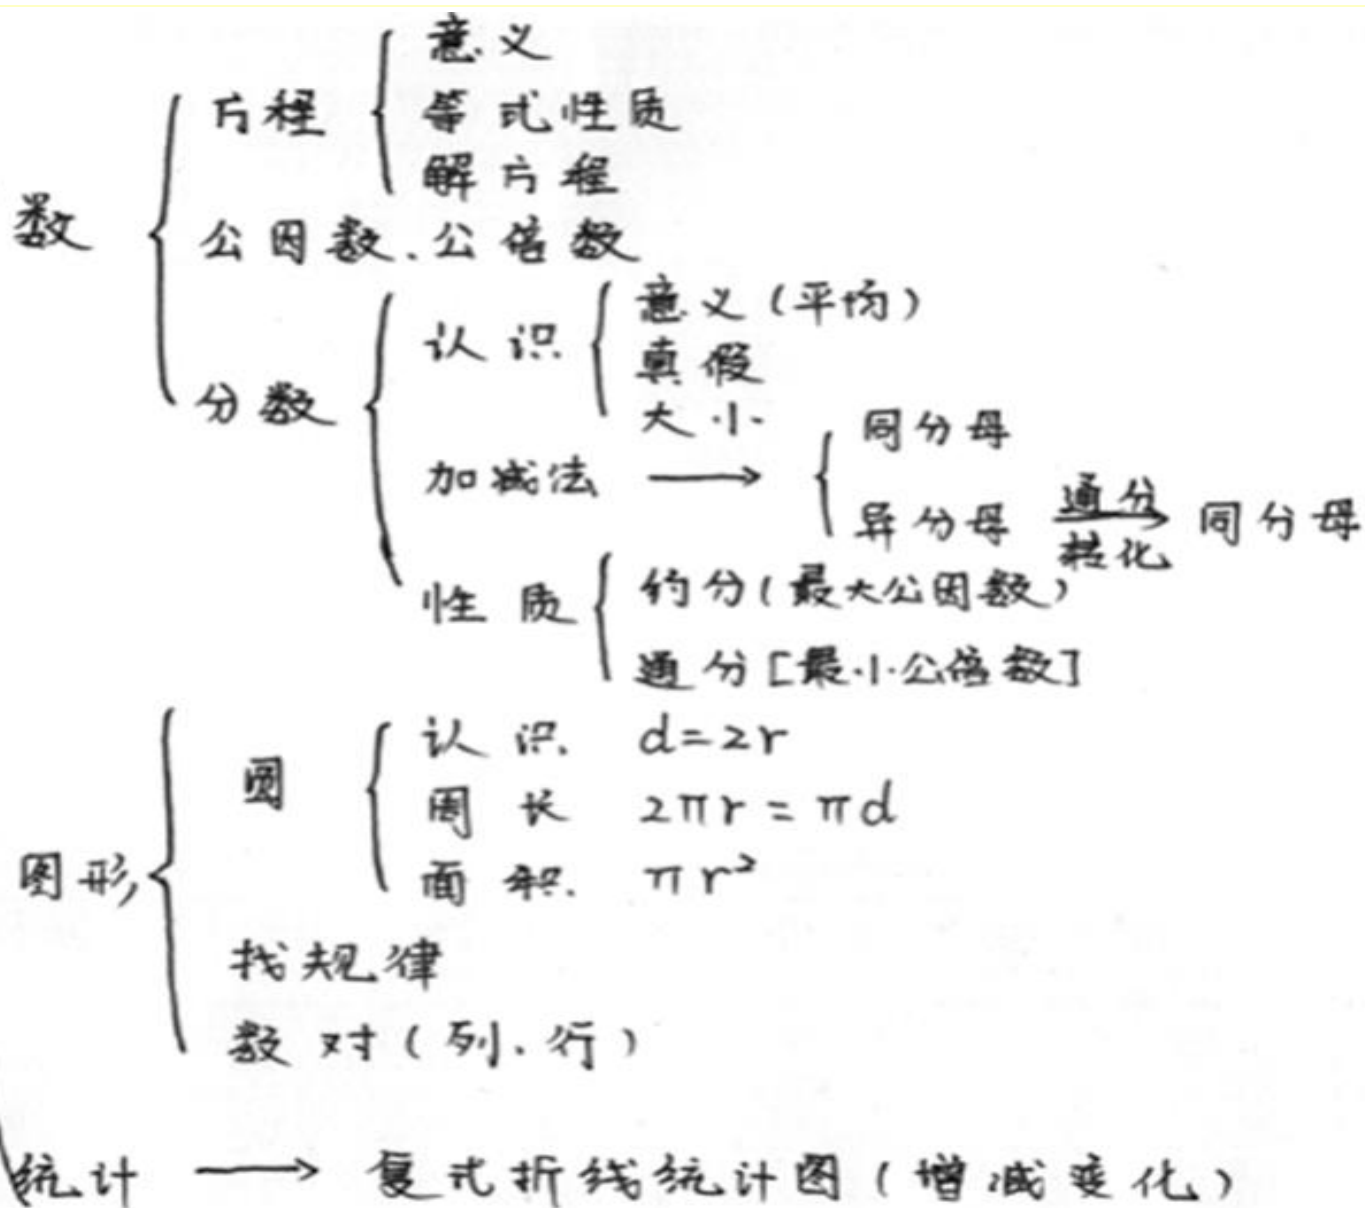 意义
方程 等式性质
解方程
数
公因数、公倍数
意义(平均)
认识 真假
分数
大小
同分母
加减法 →
通分
异分母 → 同分母
转化
约分(最大公因数)
性质
通分[最小公倍数]
认识 d=2r
圆
周长 2πr=πd
图形
面积 πr²
找规律
数对(列、行)
统计 → 复式折线统计图(增减变化)